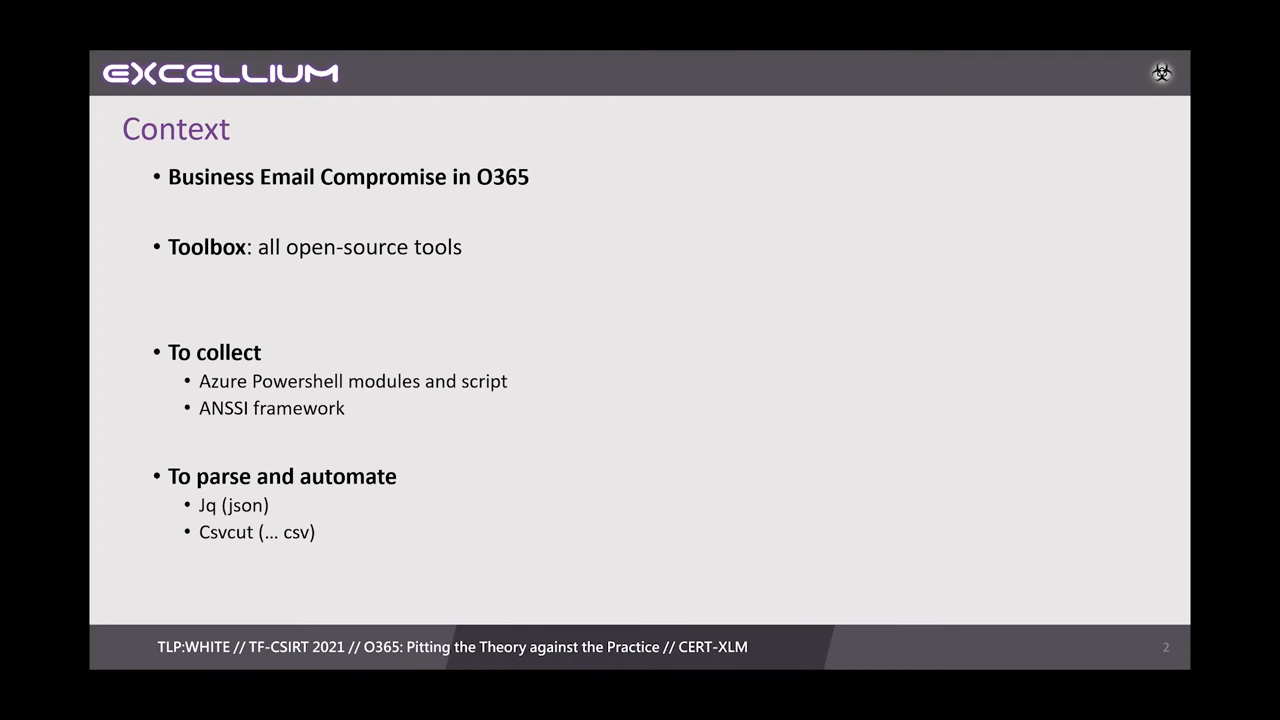 EXCELLIUM
Context
• Business Email Compromise in O365
• Toolbox: all open-source tools
• To collect
• Azure Powershell modules and script
• ANSSI framework
• To parse and automate
• Jq (json)
• Csvcut (... csv)
TLP:WHITE // TF-CSIRT 2021 // O365: Pitting the Theory against the Practice // CERT-XLM
2